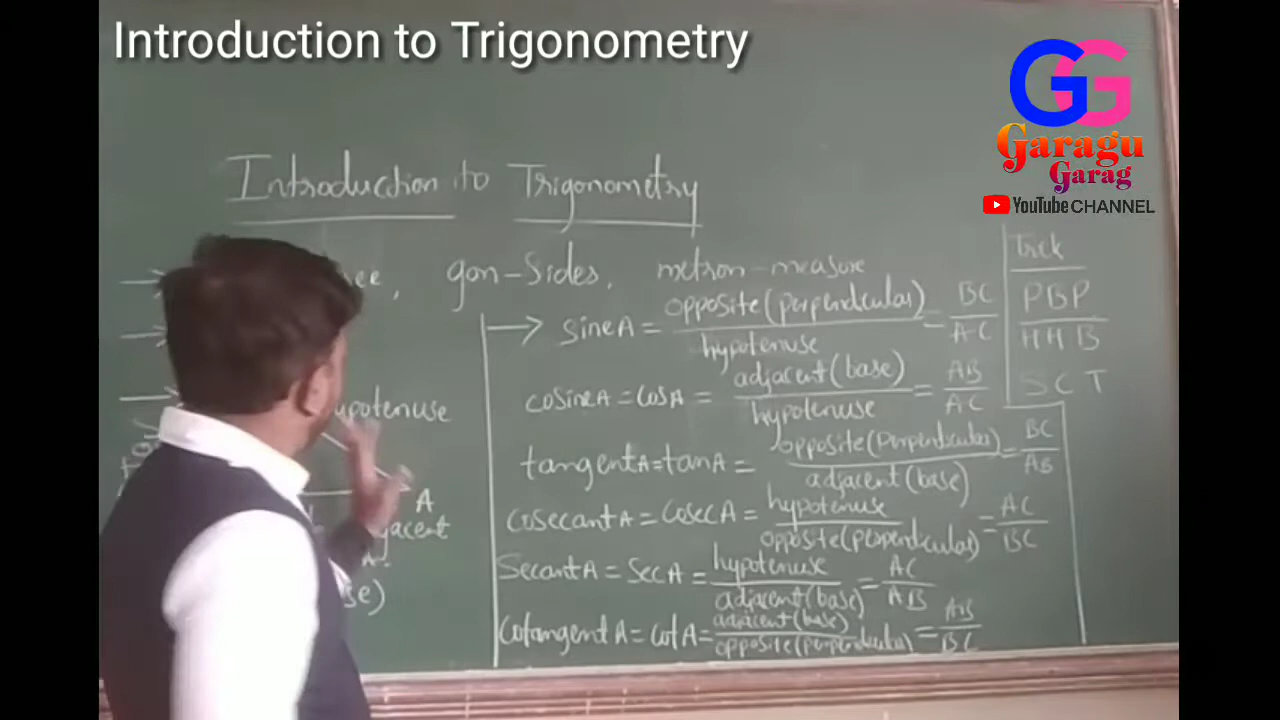 Introduction to Trigonometry
GG
Garagu
Garag
YouTube CHANNEL
Introduction to Trigonometry
gon-Sides, metron-measure
→ sineA = opposite (perpendicular) / hypotenuse = BC / AC
cosineA = cosA = adjacent (base) / hypotenuse = AB / AC
tangentA = tanA = opposite (perpendicular) / adjacent (base) = BC / AB
CosecantA = CosecA = hypotenuse / opposite (perpendicular) = AC / BC
SecantA = SecA = hypotenuse / adjacent (base) = AC / AB
CotangentA = cotA = adjacent (base) / opposite (perpendicular) = AB / BC
Trick
PBP
HHB
SCT
A